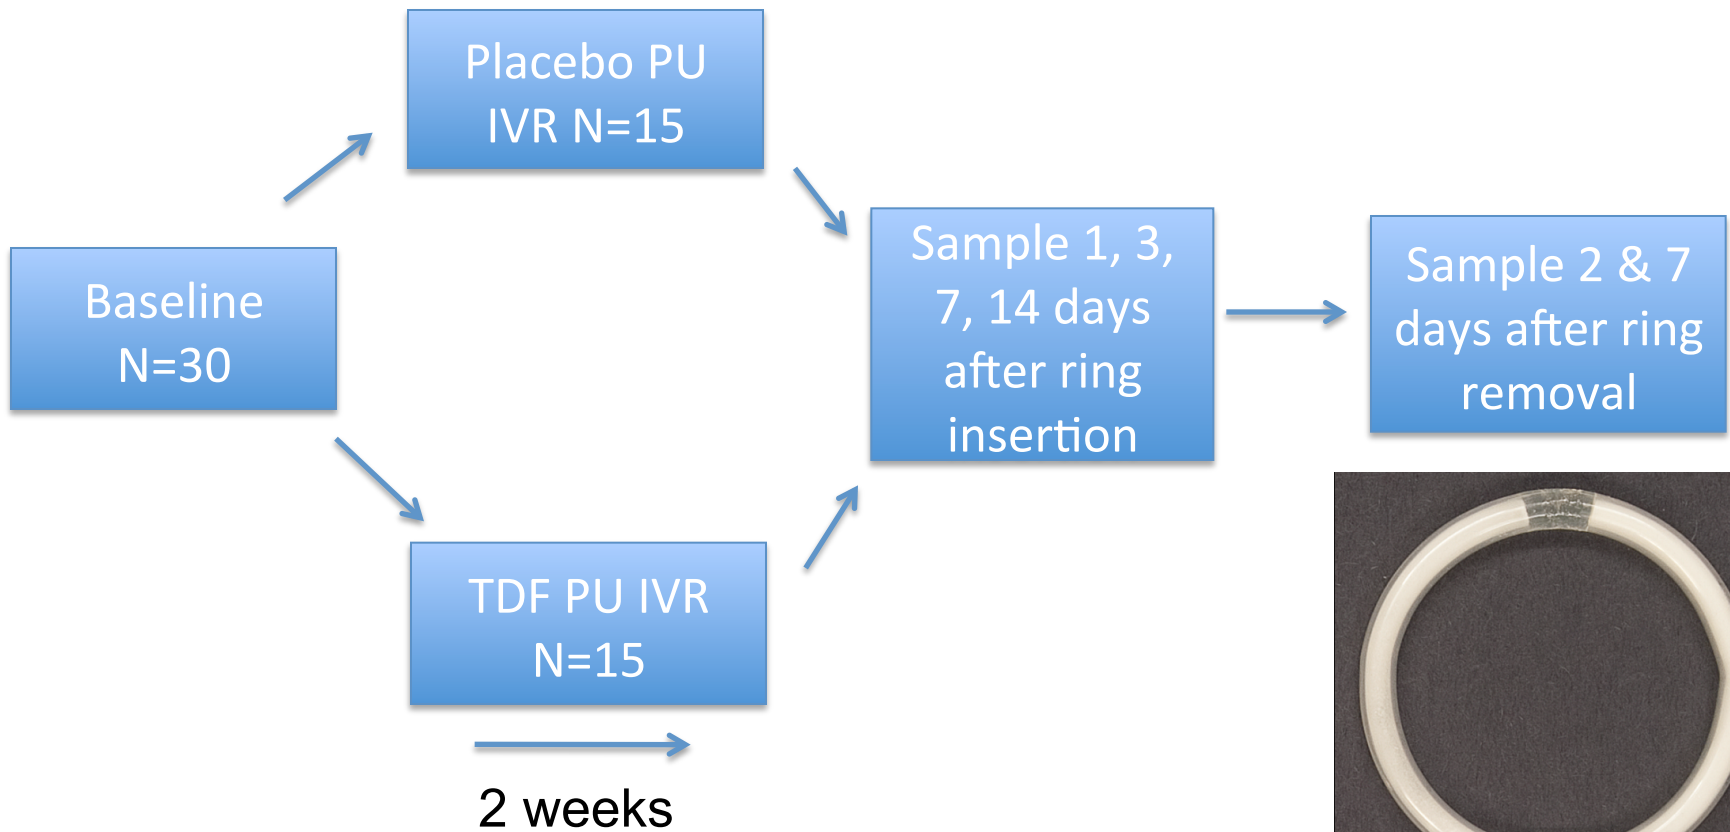 Placebo PU
IVR N=15
Baseline
N=30
Sample 1, 3,
7, 14 days
after ring
insertion
Sample 2 & 7
days after ring
removal
TDF PU IVR
N=15
2 weeks